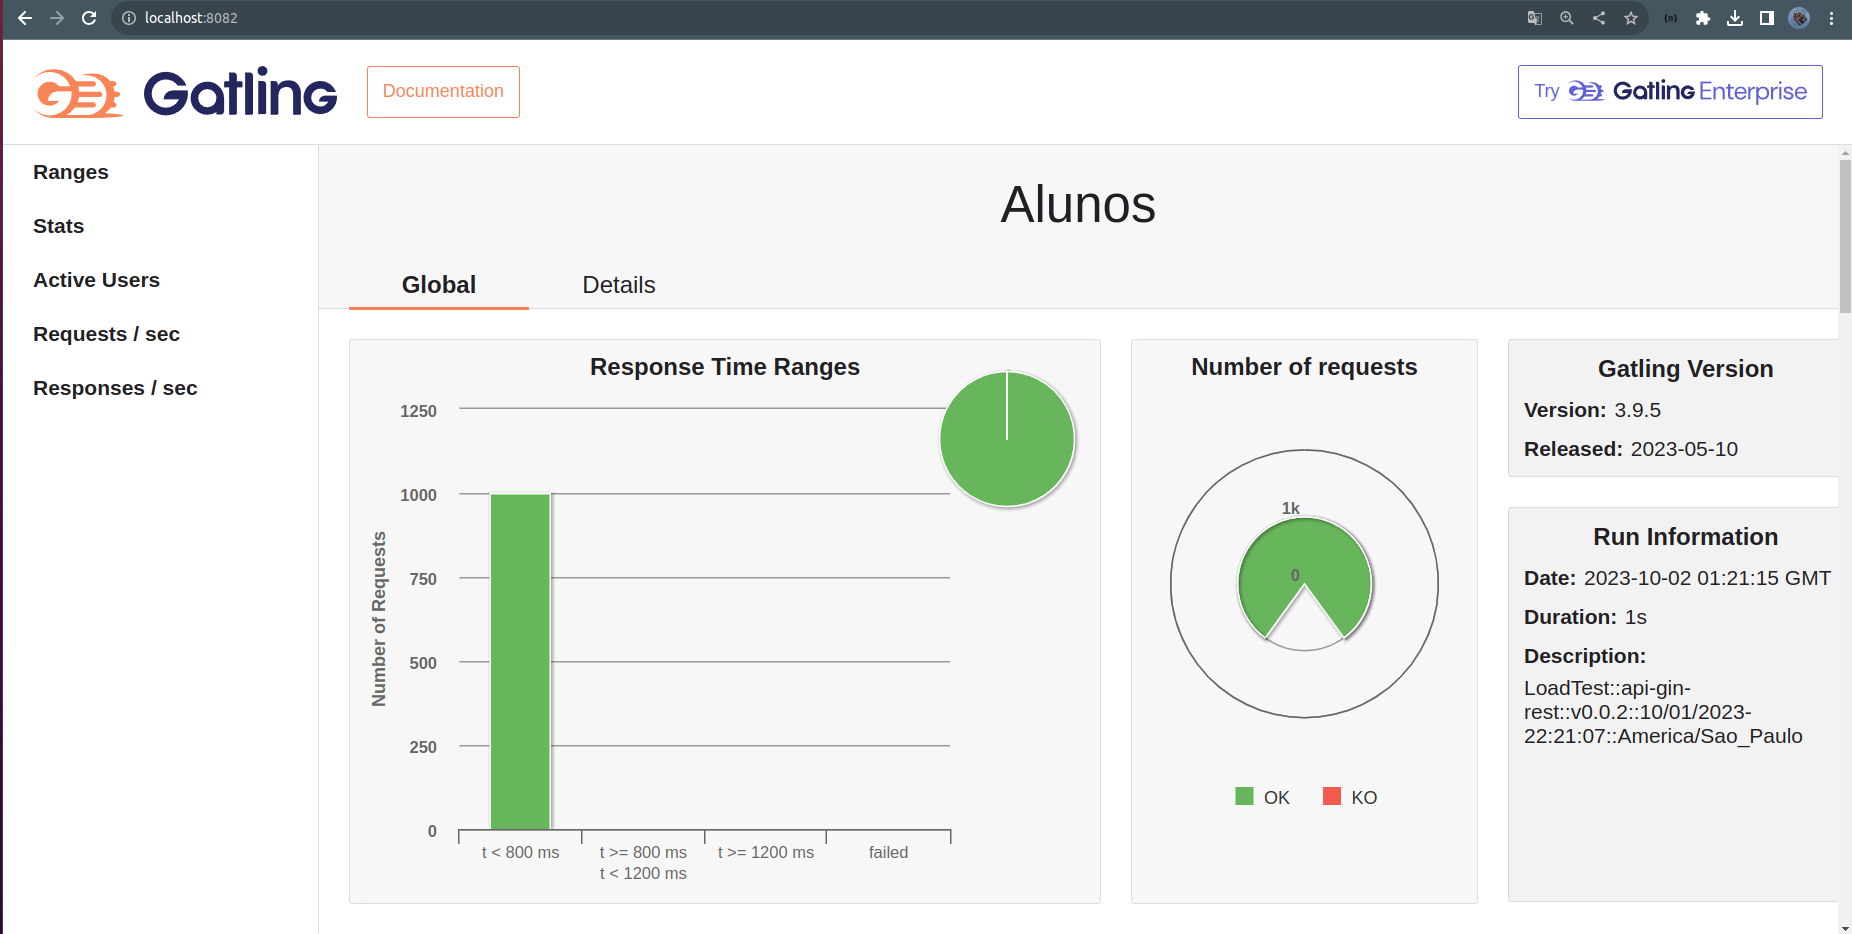 localhost:8082
Gatling
Documentation
Try Gatling Enterprise
Ranges
Stats
Active Users
Requests / sec
Responses / sec
Alunos
Global
Details
Response Time Ranges
1250
1000
750
500
250
0
Number of Requests
t < 800 ms
t >= 800 ms
t < 1200 ms
t >= 1200 ms
failed
Number of requests
1k
0
OK
KO
Gatling Version
Version: 3.9.5
Released: 2023-05-10
Run Information
Date: 2023-10-02 01:21:15 GMT
Duration: 1s
Description:
LoadTest::api-gin-
rest::v0.0.2::10/01/2023-
22:21:07::America/Sao_Paulo